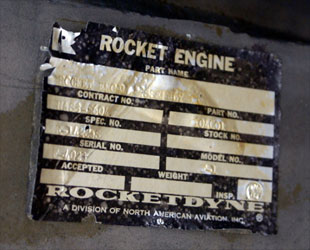 R ROCKET ENGINE
PART NAME
CONTRACT NO. PART NO.
SPEC. NO. STOCK NO.
SERIAL NO. MODEL NO.
ACCEPTED WEIGHT INSP.
ROCKETDYNE ®
A DIVISION OF NORTH AMERICAN AVIATION, INC.